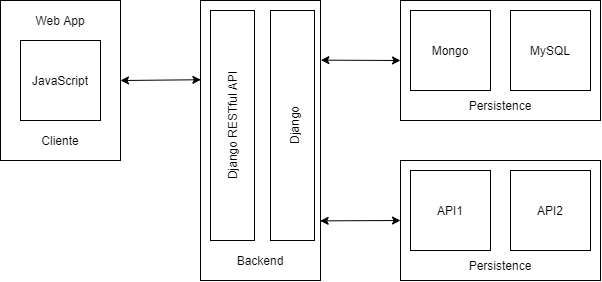 Web App
JavaScript
Cliente
Django RESTful API
Django
Backend
Mongo
MySQL
Persistence
API1
API2
Persistence